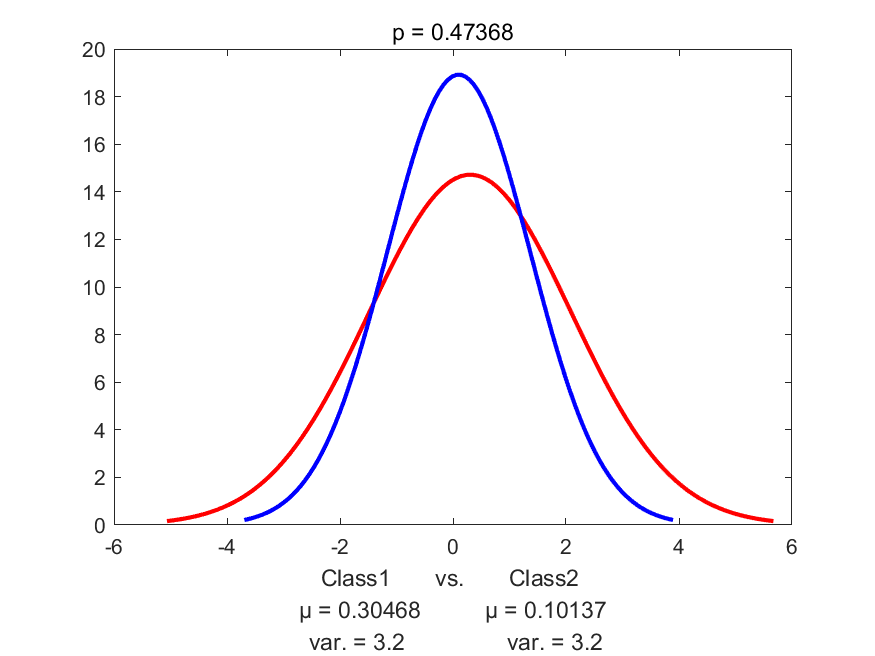 p = 0.47368
20
18
16
14
12
10
8
6
4
2
0
-6 -4 -2 0 2 4 6
Class1 vs. Class2
μ = 0.30468 μ = 0.10137
var. = 3.2 var. = 3.2